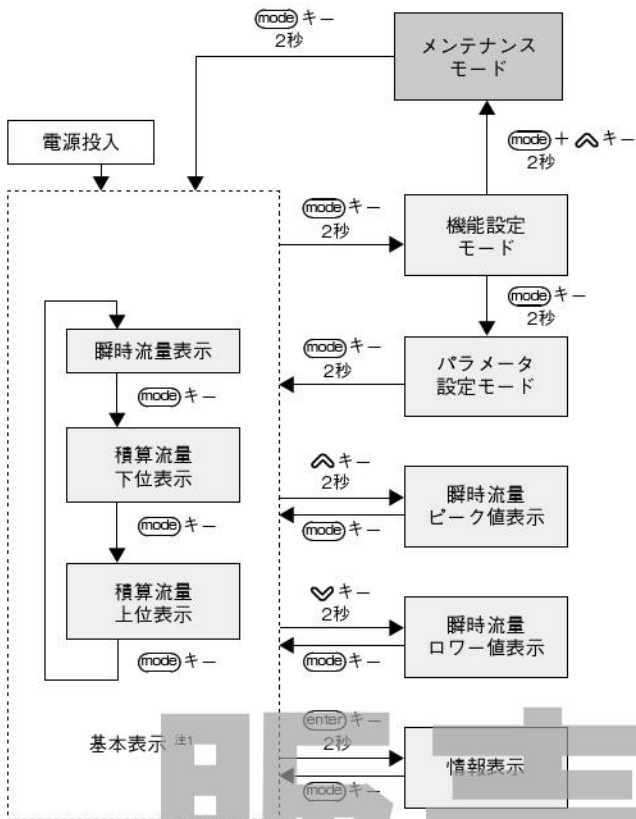 modeキー
2秒
メンテナンス
モード
電源投入
mode+︽キー
2秒
modeキー
2秒
機能設定
モード
modeキー
2秒
瞬時流量表示
modeキー
2秒
パラメータ
設定モード
modeキー
積算流量
下位表示
︽キー
2秒
modeキー
瞬時流量
ピーク値表示
modeキー
積算流量
上位表示
︾キー
2秒
modeキー
瞬時流量
ロワー値表示
modeキー
基本表示 注1
enterキー
2秒
modeキー
情報表示